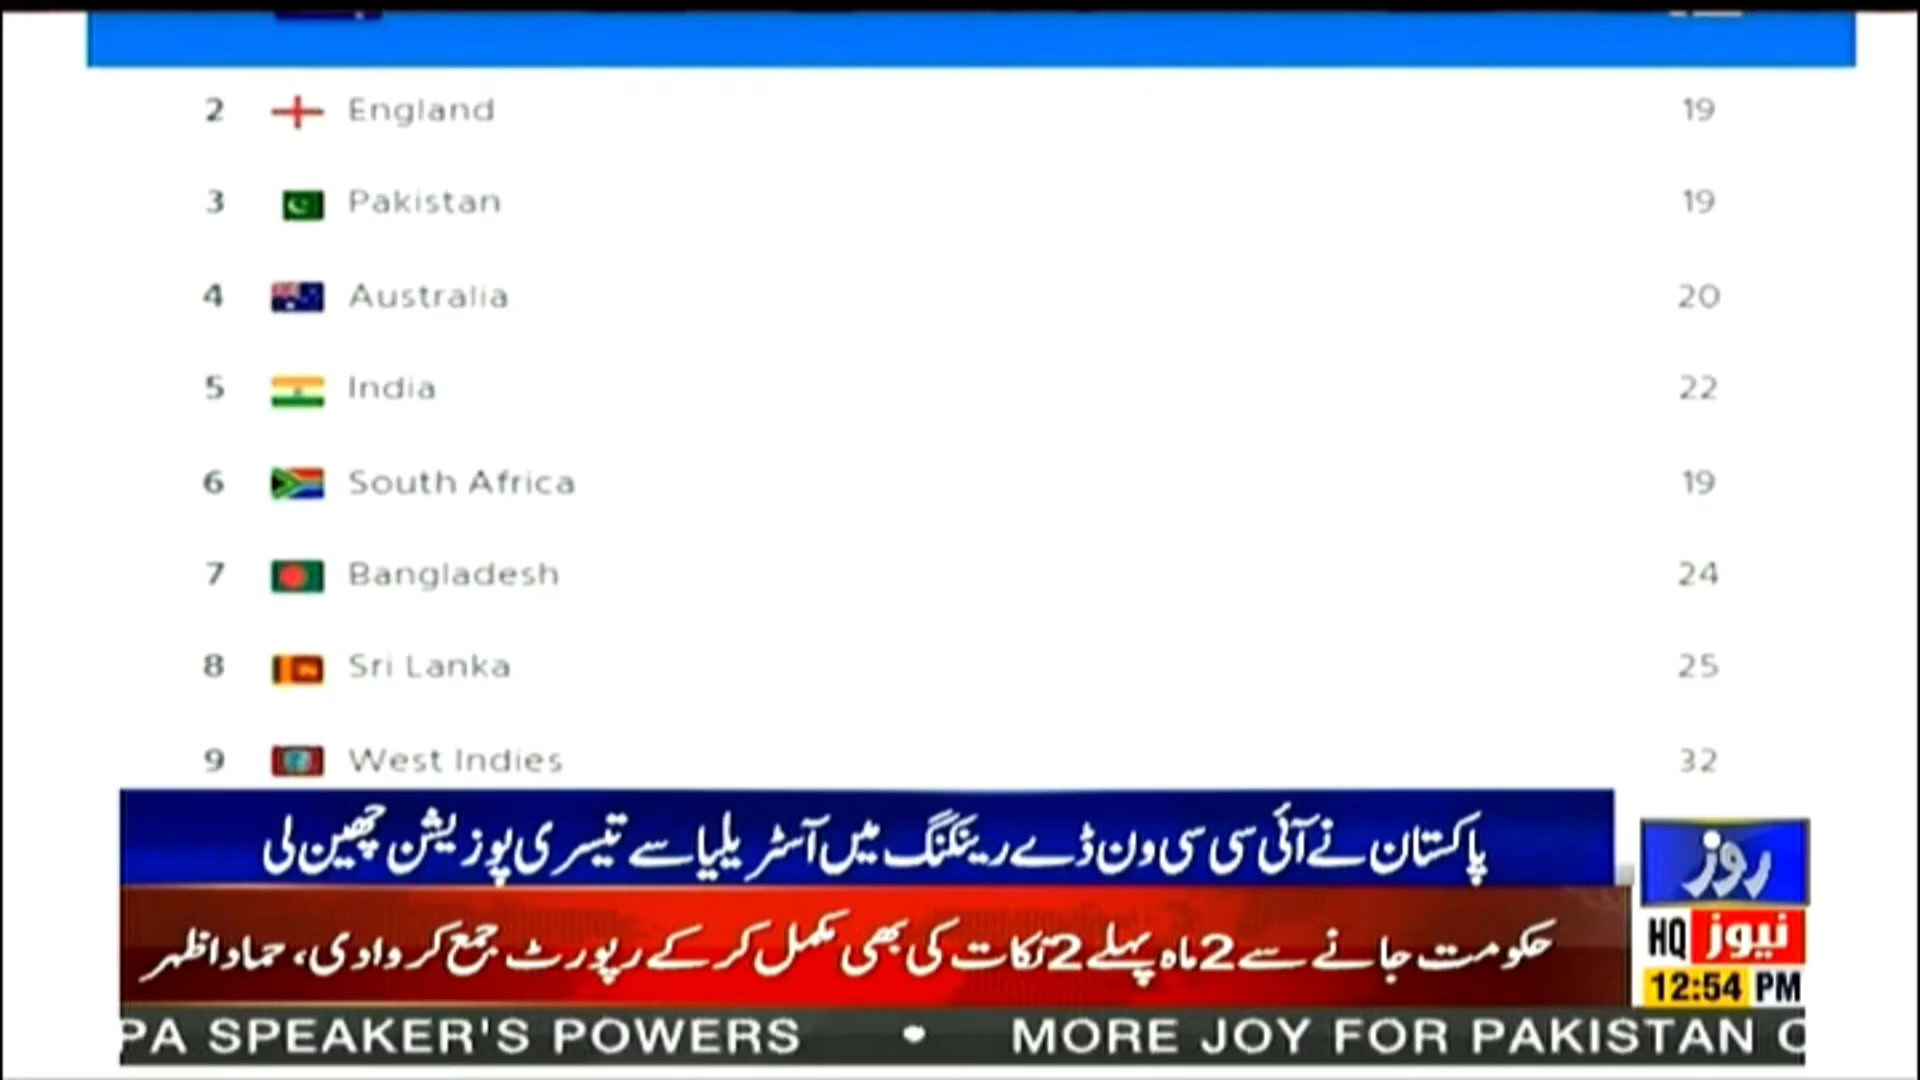 2 England 19
3 Pakistan 19
4 Australia 20
5 India 22
6 South Africa 19
7 Bangladesh 24
8 Sri Lanka 25
9 West Indies 32
پاکستان نے آئی سی سی ون ڈے رینکنگ میں آسٹریلیا سے تیسری پوزیشن چھین لی
حکومت جانے سے 2 ماہ پہلے 2 نکات کی بھی مکمل کر کے رپورٹ جمع کروادی، حماد اظہر
روز
HQ نیوز
12:54 PM
PA SPEAKER'S POWERS • MORE JOY FOR PAKISTAN